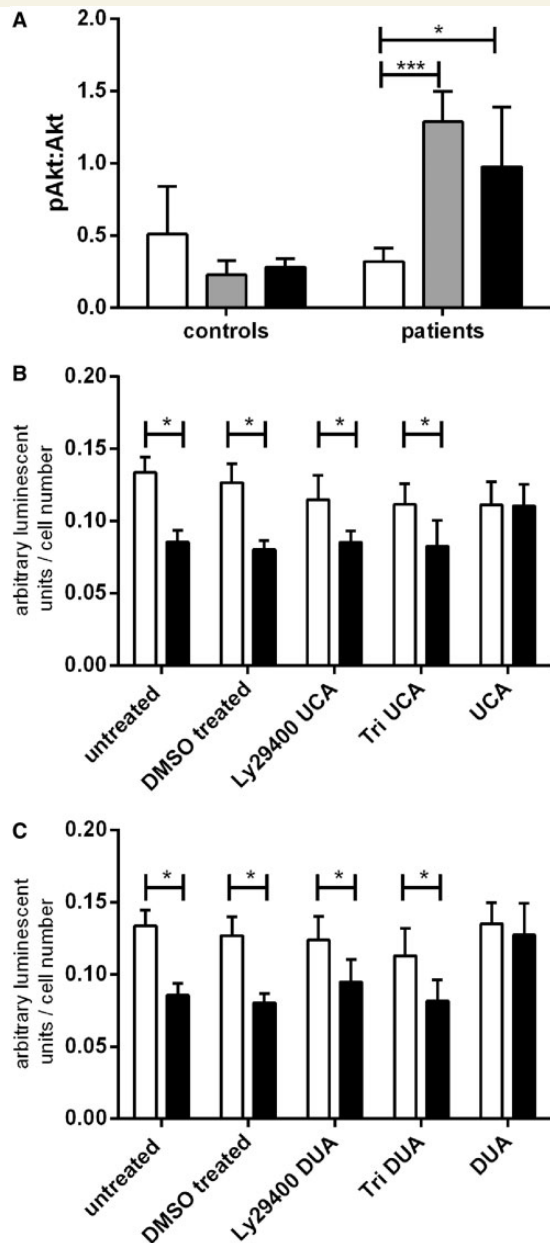 A
2.0
1.5
1.0
0.5
0.0
pAkt:Akt
*
***
controls
patients
B
0.20
0.15
0.10
0.05
0.00
arbitrary luminescent
units / cell number
*
*
*
*
untreated
DMSO treated
Ly29400 UCA
Tri UCA
UCA
C
0.20
0.15
0.10
0.05
0.00
arbitrary luminescent
units / cell number
*
*
*
*
untreated
DMSO treated
Ly29400 DUA
Tri DUA
DUA